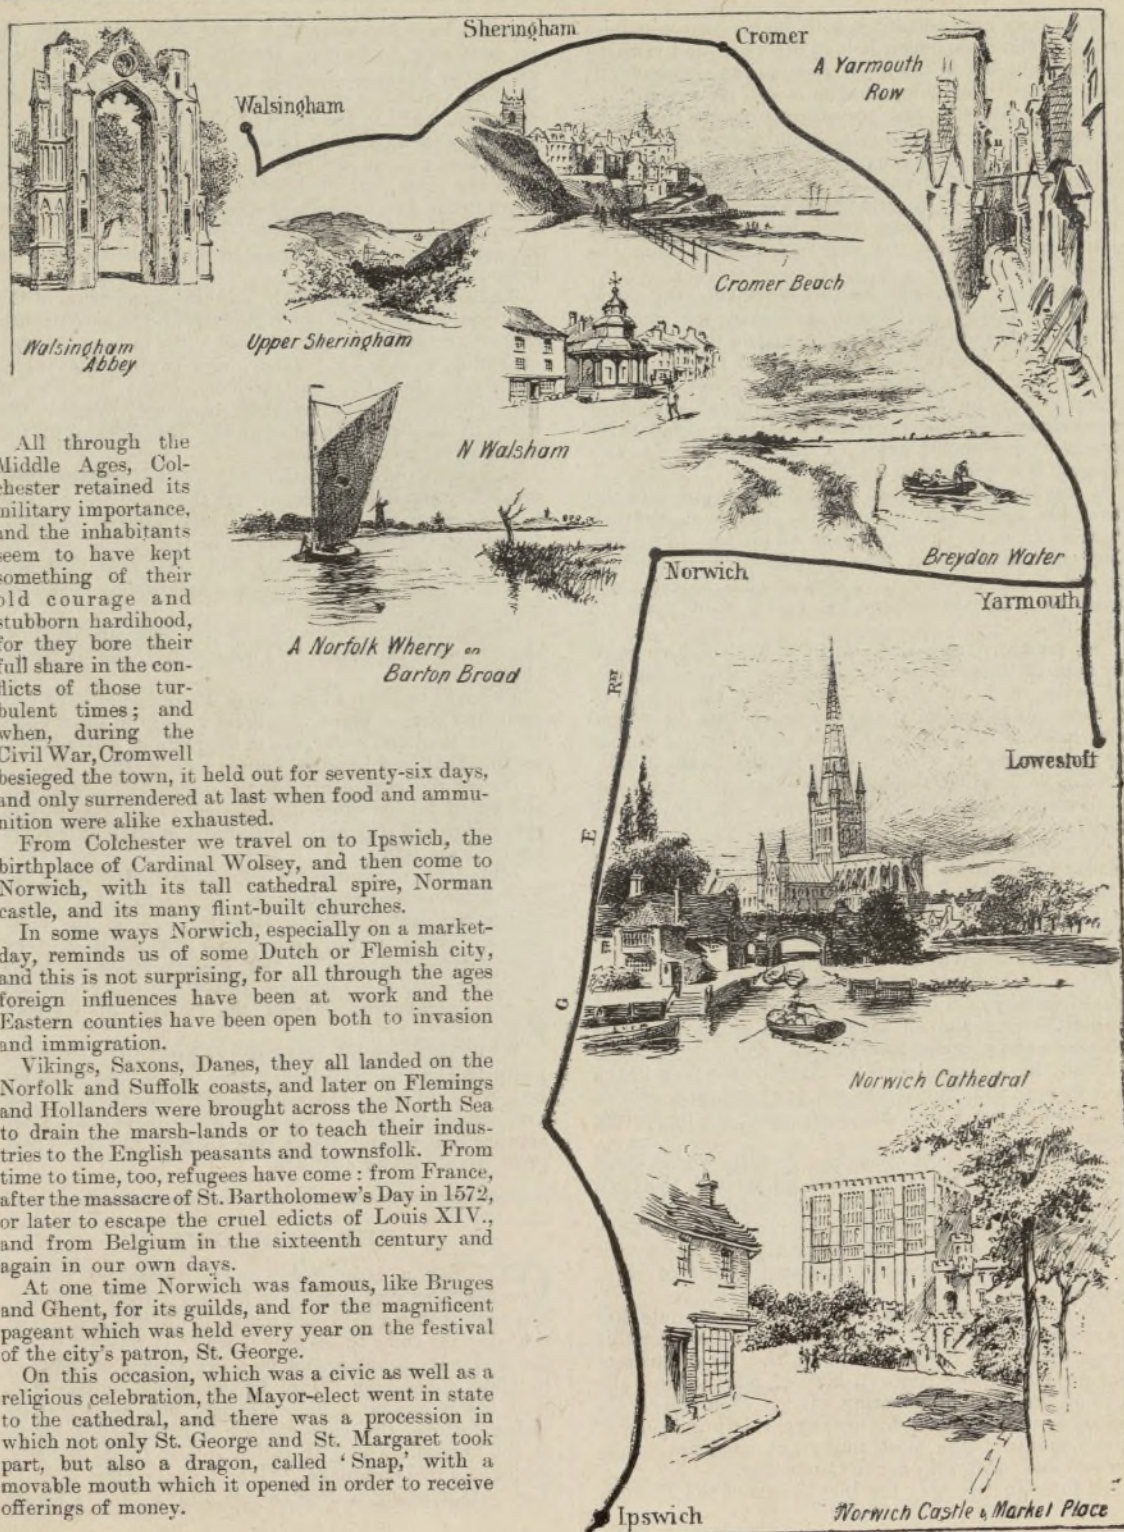 Sheringham
Cromer
A Yarmouth
Row
Walsingham
Cromer Beach
Walsingham
Abbey
Upper Sheringham
N Walsham
Breydon Water
Norwich
Yarmouth
A Norfolk Wherry on
Barton Broad
Lowestoft
G E RY
Norwich Cathedral
Norwich Castle & Market Place
Ipswich
All through the
Middle Ages, Col-
chester retained its
military importance,
and the inhabitants
seem to have kept
something of their
old courage and
stubborn hardihood,
for they bore their
full share in the con-
flicts of those tur-
bulent times; and
when, during the
Civil War, Cromwell
besieged the town, it held out for seventy-six days,
and only surrendered at last when food and ammu-
nition were alike exhausted.
From Colchester we travel on to Ipswich, the
birthplace of Cardinal Wolsey, and then come to
Norwich, with its tall cathedral spire, Norman
castle, and its many flint-built churches.
In some ways Norwich, especially on a market-
day, reminds us of some Dutch or Flemish city,
and this is not surprising, for all through the ages
foreign influences have been at work and the
Eastern counties have been open both to invasion
and immigration.
Vikings, Saxons, Danes, they all landed on the
Norfolk and Suffolk coasts, and later on Flemings
and Hollanders were brought across the North Sea
to drain the marsh-lands or to teach their indus-
tries to the English peasants and townsfolk. From
time to time, too, refugees have come: from France,
after the massacre of St. Bartholomew's Day in 1572,
or later to escape the cruel edicts of Louis XIV.,
and from Belgium in the sixteenth century and
again in our own days.
At one time Norwich was famous, like Bruges
and Ghent, for its guilds, and for the magnificent
pageant which was held every year on the festival
of the city's patron, St. George.
On this occasion, which was a civic as well as a
religious celebration, the Mayor-elect went in state
to the cathedral, and there was a procession in
which not only St. George and St. Margaret took
part, but also a dragon, called 'Snap,' with a
movable mouth which it opened in order to receive
offerings of money.